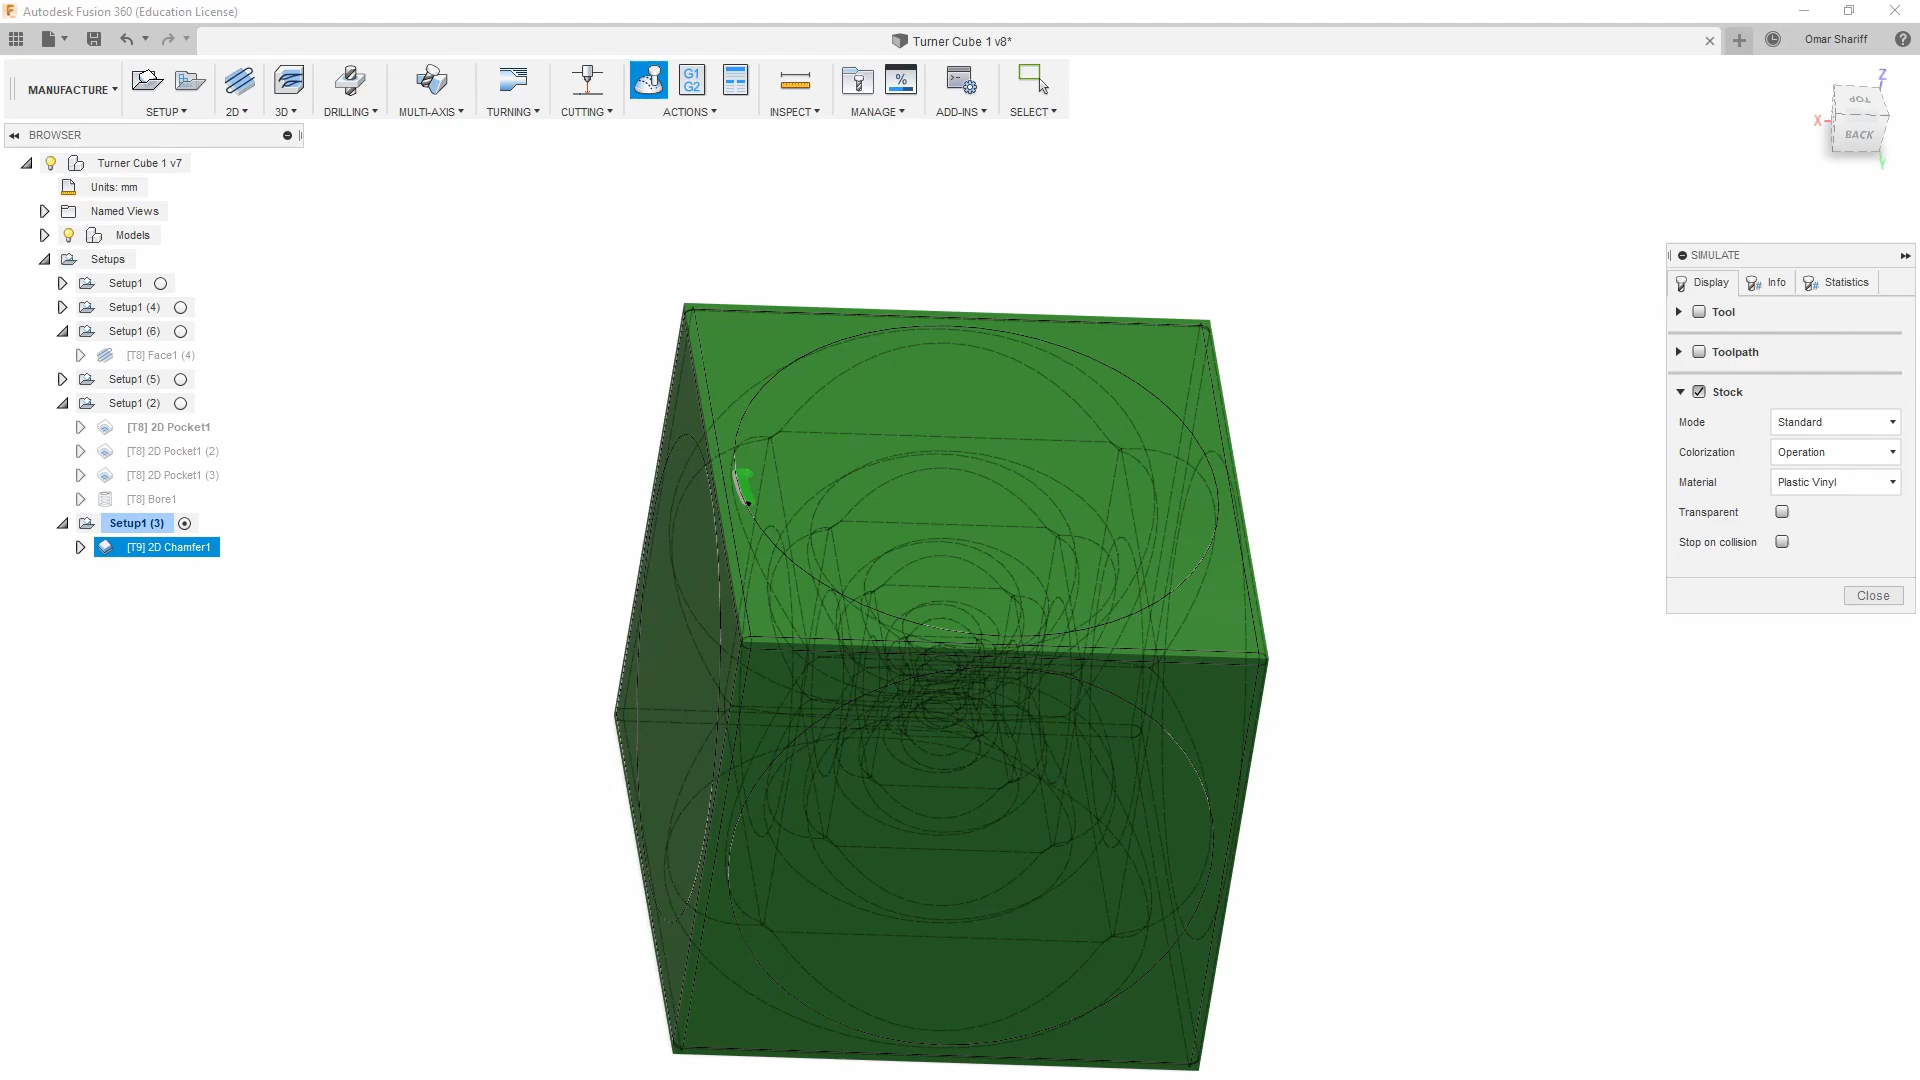 Autodesk Fusion 360 (Education License)
Turner Cube 1 v8*
Omar Shariff
MANUFACTURE
SETUP
2D
3D
DRILLING
MULTI-AXIS
TURNING
CUTTING
G1
G2
ACTIONS
INSPECT
%
MANAGE
ADD-INS
SELECT
Z
TOP
X
BACK
Y
BROWSER
Turner Cube 1 v7
Units: mm
Named Views
Models
Setups
Setup1
Setup1 (4)
Setup1 (6)
[T8] Face1 (4)
Setup1 (5)
Setup1 (2)
[T8] 2D Pocket1
[T8] 2D Pocket1 (2)
[T8] 2D Pocket1 (3)
[T8] Bore1
Setup1 (3)
[T9] 2D Chamfer1
SIMULATE
Display
Info
Statistics
Tool
Toolpath
Stock
Mode Standard
Colorization Operation
Material Plastic Vinyl
Transparent
Stop on collision
Close